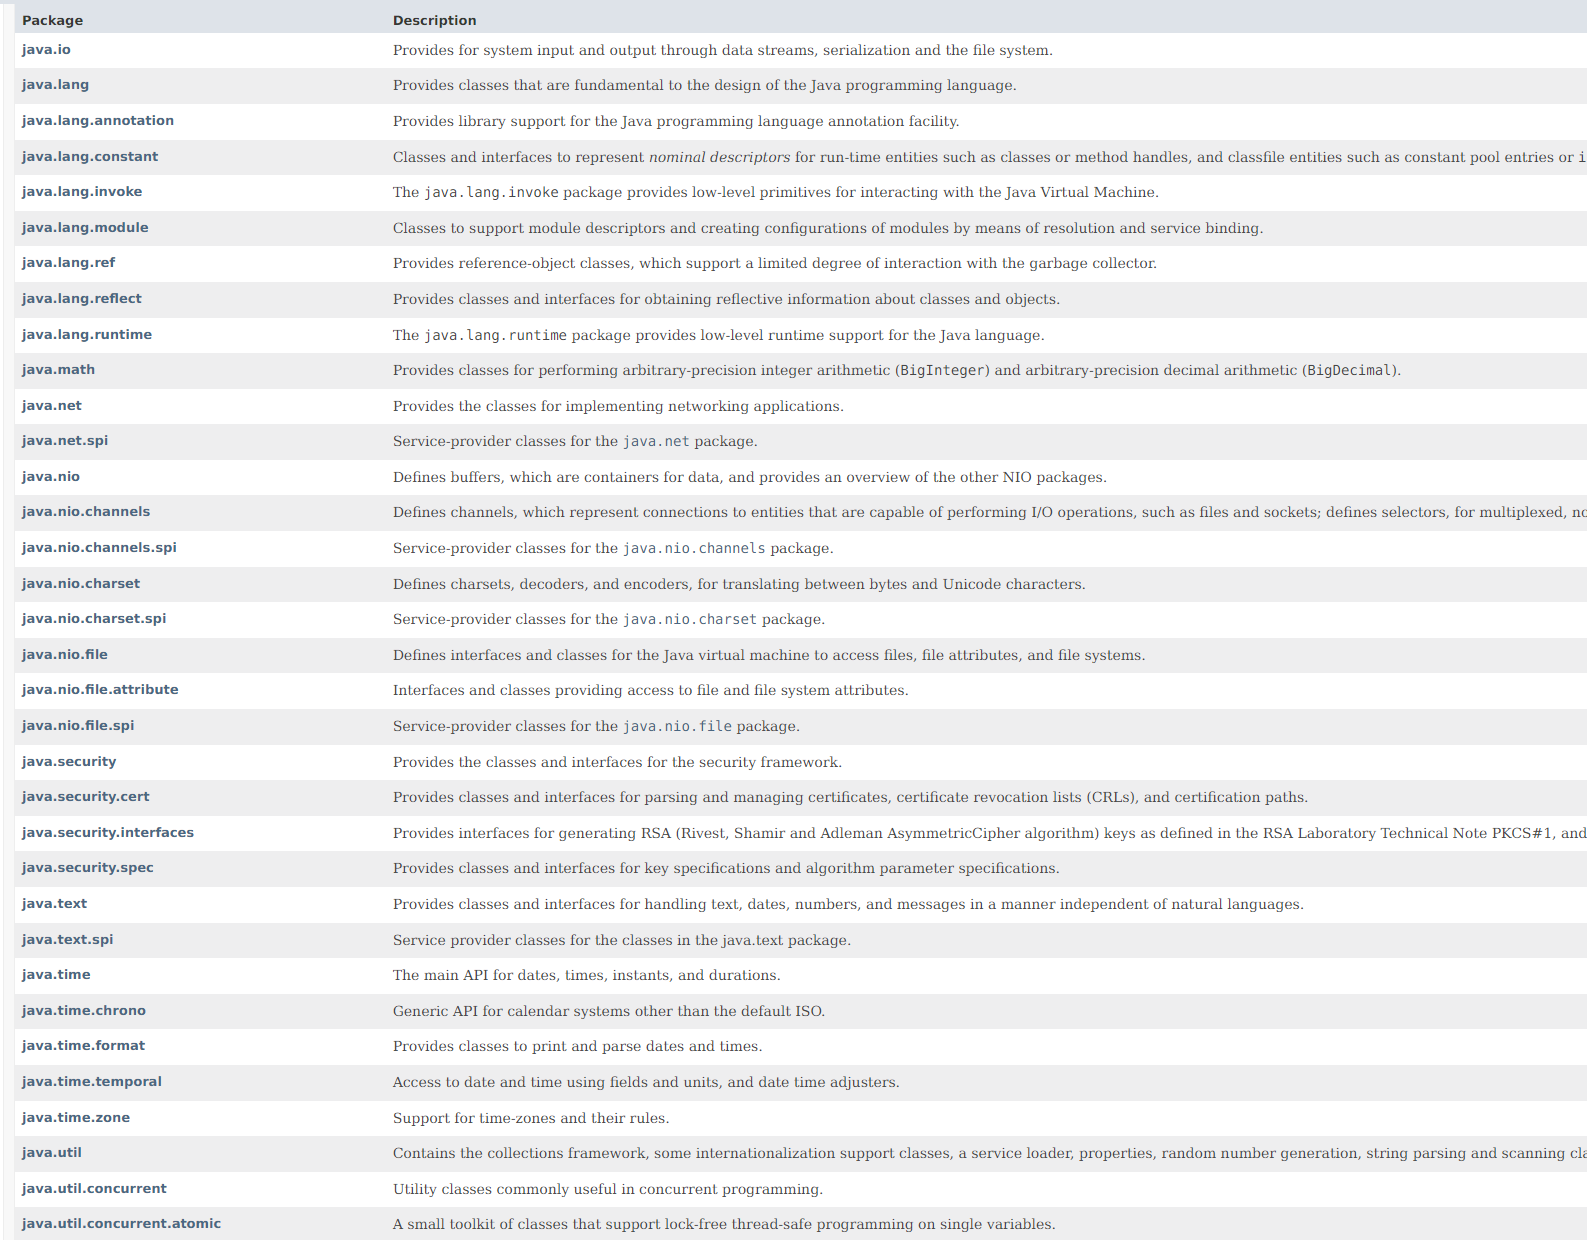 Package Description
java.io Provides for system input and output through data streams, serialization and the file system.
java.lang Provides classes that are fundamental to the design of the Java programming language.
java.lang.annotation Provides library support for the Java programming language annotation facility.
java.lang.constant Classes and interfaces to represent nominal descriptors for run-time entities such as classes or method handles, and classfile entities such as constant pool entries or
java.lang.invoke The java.lang.invoke package provides low-level primitives for interacting with the Java Virtual Machine.
java.lang.module Classes to support module descriptors and creating configurations of modules by means of resolution and service binding.
java.lang.ref Provides reference-object classes, which support a limited degree of interaction with the garbage collector.
java.lang.reflect Provides classes and interfaces for obtaining reflective information about classes and objects.
java.lang.runtime The java.lang.runtime package provides low-level runtime support for the Java language.
java.math Provides classes for performing arbitrary-precision integer arithmetic (BigInteger) and arbitrary-precision decimal arithmetic (BigDecimal).
java.net Provides the classes for implementing networking applications.
java.net.spi Service-provider classes for the java.net package.
java.nio Defines buffers, which are containers for data, and provides an overview of the other NIO packages.
java.nio.channels Defines channels, which represent connections to entities that are capable of performing I/O operations, such as files and sockets; defines selectors, for multiplexed,
java.nio.channels.spi Service-provider classes for the java.nio.channels package.
java.nio.charset Defines charsets, decoders, and encoders, for translating between bytes and Unicode characters.
java.nio.charset.spi Service-provider classes for the java.nio.charset package.
java.nio.file Defines interfaces and classes for the Java virtual machine to access files, file attributes, and file systems.
java.nio.file.attribute Interfaces and classes providing access to file and file system attributes.
java.nio.file.spi Service-provider classes for the java.nio.file package.
java.security Provides the classes and interfaces for the security framework.
java.security.cert Provides classes and interfaces for parsing and managing certificates, certificate revocation lists (CRLs), and certification paths.
java.security.interfaces Provides interfaces for generating RSA (Rivest, Shamir and Adleman AsymmetricCipher algorithm) keys as defined in the RSA Laboratory Technical Note PKCS#1, and
java.security.spec Provides classes and interfaces for key specifications and algorithm parameter specifications.
java.text Provides classes and interfaces for handling text, dates, numbers, and messages in a manner independent of natural languages.
java.text.spi Service provider classes for the classes in the java.text package.
java.time The main API for dates, times, instants, and durations.
java.time.chrono Generic API for calendar systems other than the default ISO.
java.time.format Provides classes to print and parse dates and times.
java.time.temporal Access to date and time using fields and units, and date time adjusters.
java.time.zone Support for time-zones and their rules.
java.util Contains the collections framework, some internationalization support classes, a service loader, properties, random number generation, string parsing and scanning
java.util.concurrent Utility classes commonly useful in concurrent programming.
java.util.concurrent.atomic A small toolkit of classes that support lock-free thread-safe programming on single variables.